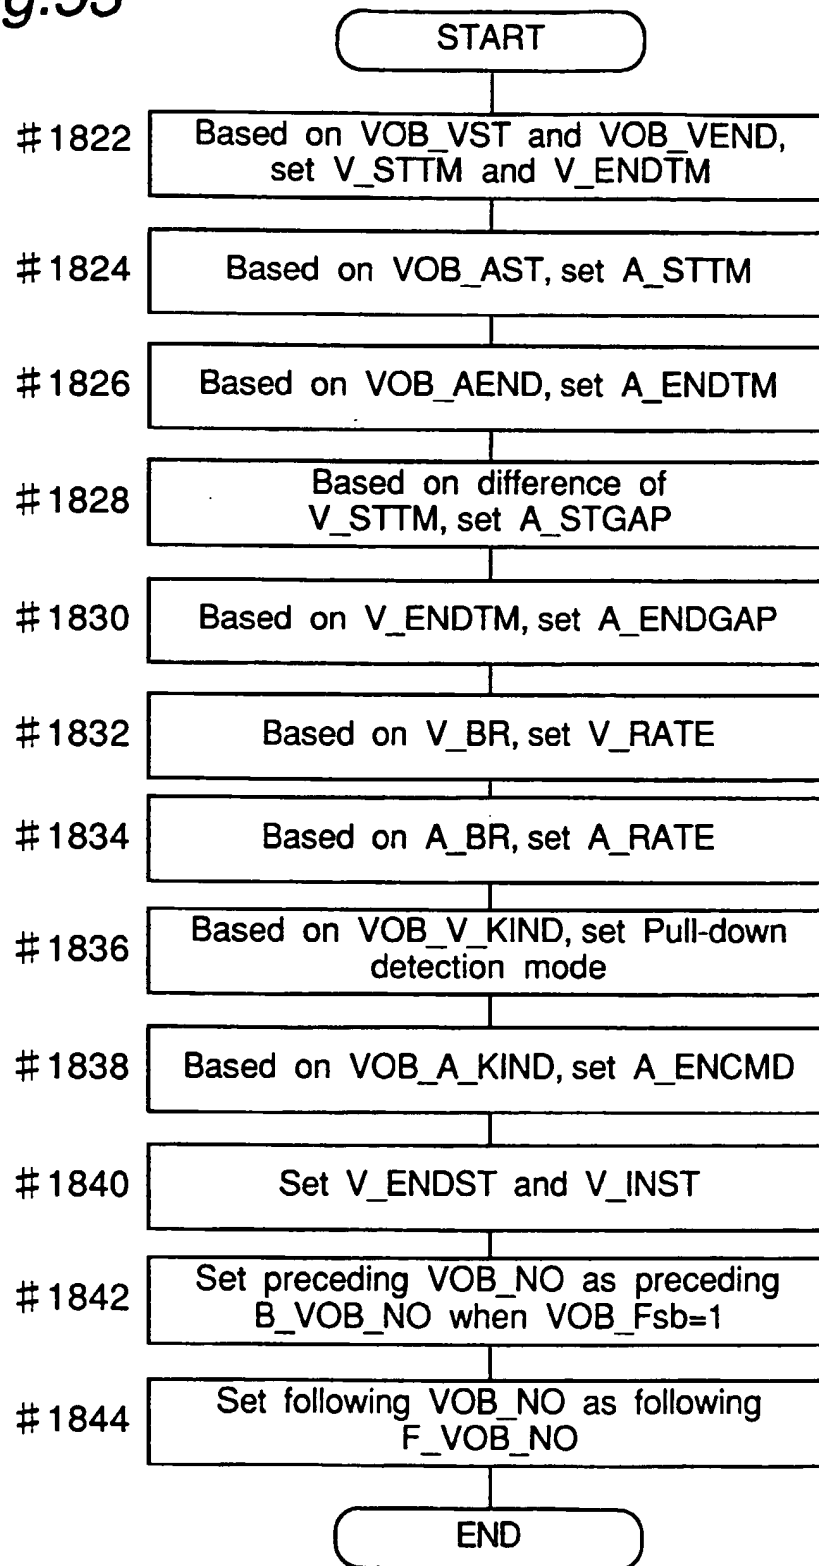 g.53
START
#1822
Based on VOB_VST and VOB_VEND,
set V_STTM and V_ENDTM
#1824
Based on VOB_AST, set A_STTM
#1826
Based on VOB_AEND, set A_ENDTM
#1828
Based on difference of
V_STTM, set A_STGAP
#1830
Based on V_ENDTM, set A_ENDGAP
#1832
Based on V_BR, set V_RATE
#1834
Based on A_BR, set A_RATE
#1836
Based on VOB_V_KIND, set Pull-down
detection mode
#1838
Based on VOB_A_KIND, set A_ENCMD
#1840
Set V_ENDST and V_INST
#1842
Set preceding VOB_NO as preceding
B_VOB_NO when VOB_Fsb=1
#1844
Set following VOB_NO as following
F_VOB_NO
END